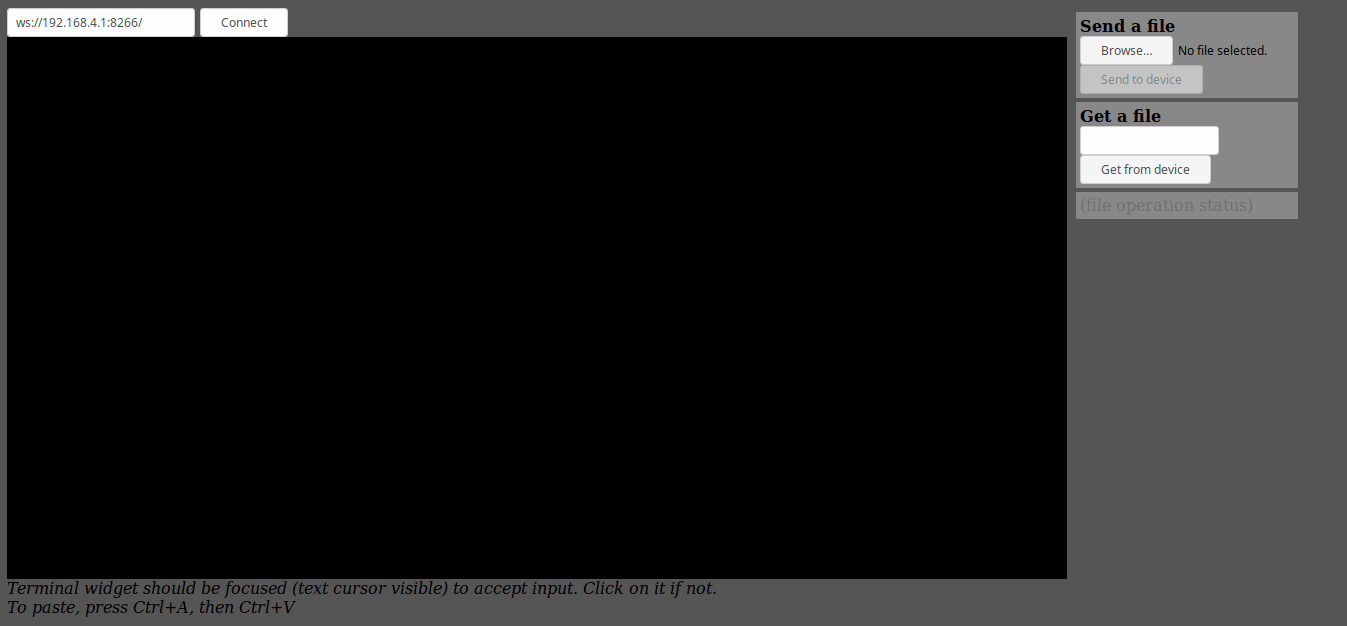 ws://192.168.4.1:8266/ Connect
Send a file
Browse... No file selected.
Send to device
Get a file
Get from device
(file operation status)
Terminal widget should be focused (text cursor visible) to accept input. Click on it if not.
To paste, press Ctrl+A, then Ctrl+V